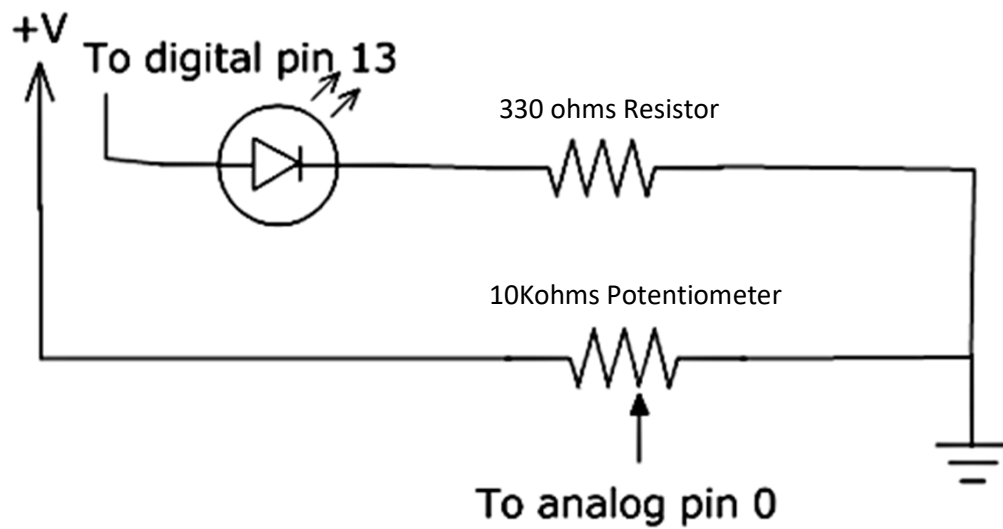 +V
To digital pin 13
330 ohms Resistor
10Kohms Potentiometer
To analog pin 0